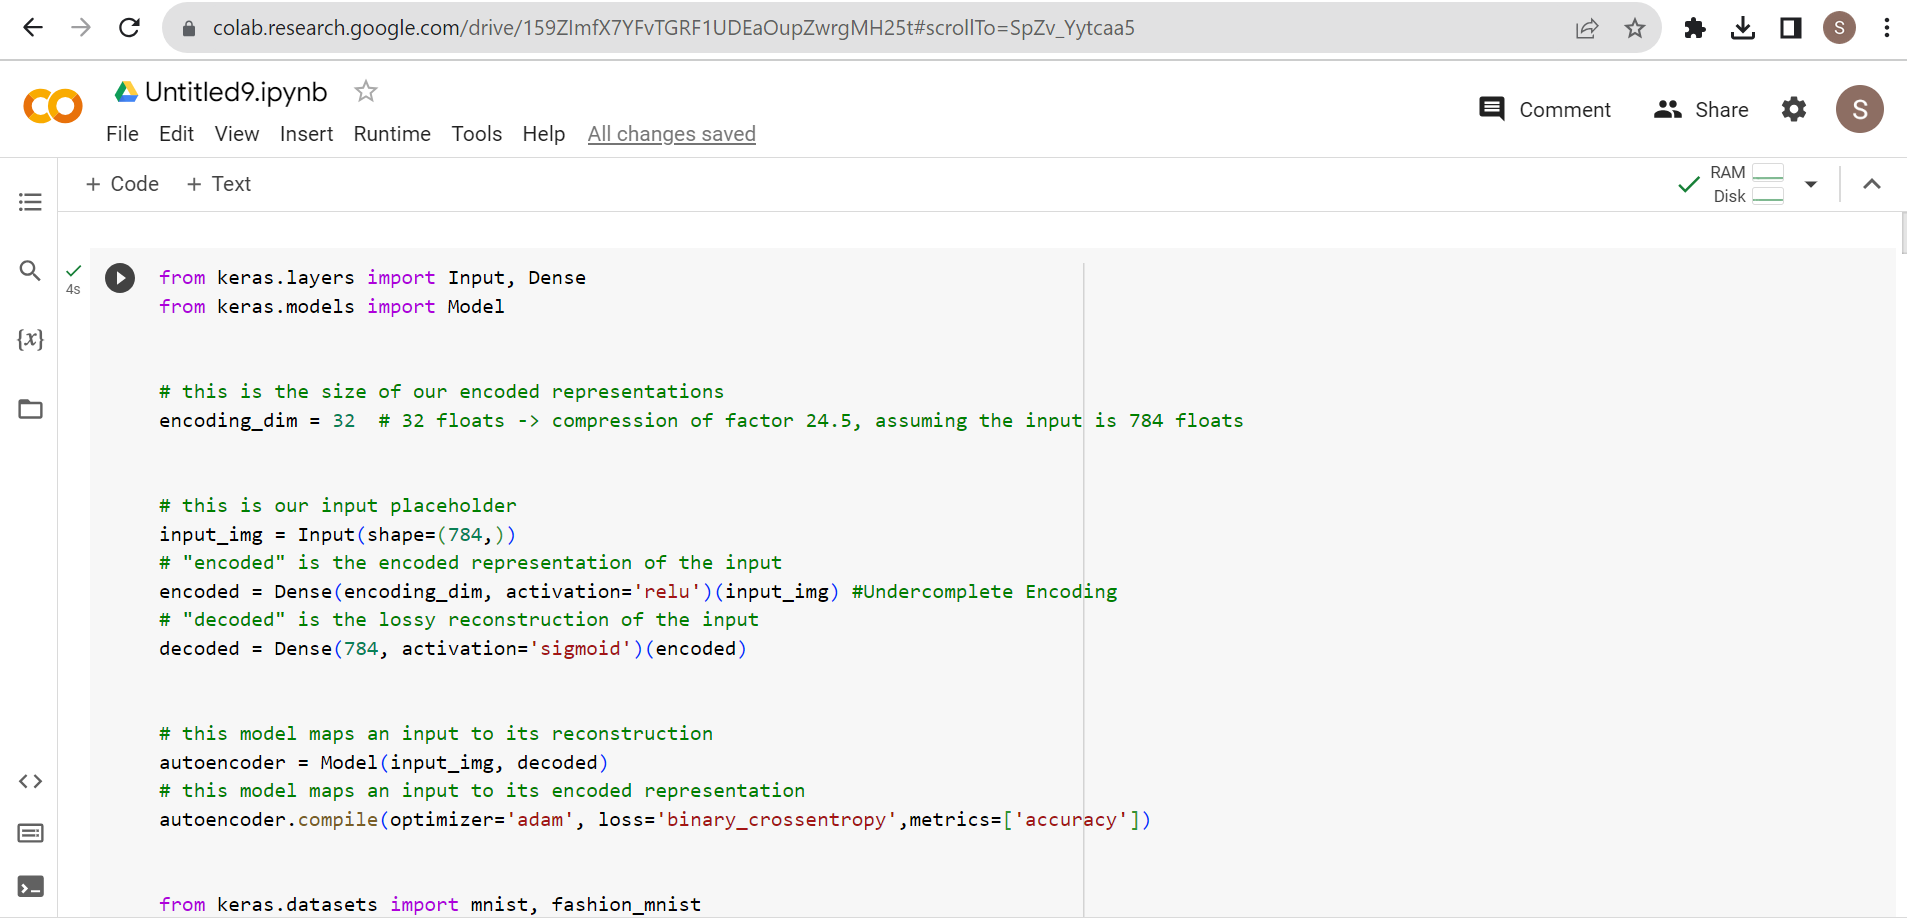 colab.research.google.com/drive/159ZlmfX7YFvTGRF1UDEaOupZwrgMH25t#scrollTo=SpZv_Yytcaa5
S
Untitled9.ipynb
Comment Share S
File Edit View Insert Runtime Tools Help All changes saved
+ Code + Text
RAM
Disk
4s
from keras.layers import Input, Dense
from keras.models import Model
# this is the size of our encoded representations
encoding_dim = 32  # 32 floats -> compression of factor 24.5, assuming the input is 784 floats
# this is our input placeholder
input_img = Input(shape=(784,))
# "encoded" is the encoded representation of the input
encoded = Dense(encoding_dim, activation='relu')(input_img) #Undercomplete Encoding
# "decoded" is the lossy reconstruction of the input
decoded = Dense(784, activation='sigmoid')(encoded)
# this model maps an input to its reconstruction
autoencoder = Model(input_img, decoded)
# this model maps an input to its encoded representation
autoencoder.compile(optimizer='adam', loss='binary_crossentropy',metrics=['accuracy'])
from keras.datasets import mnist, fashion_mnist